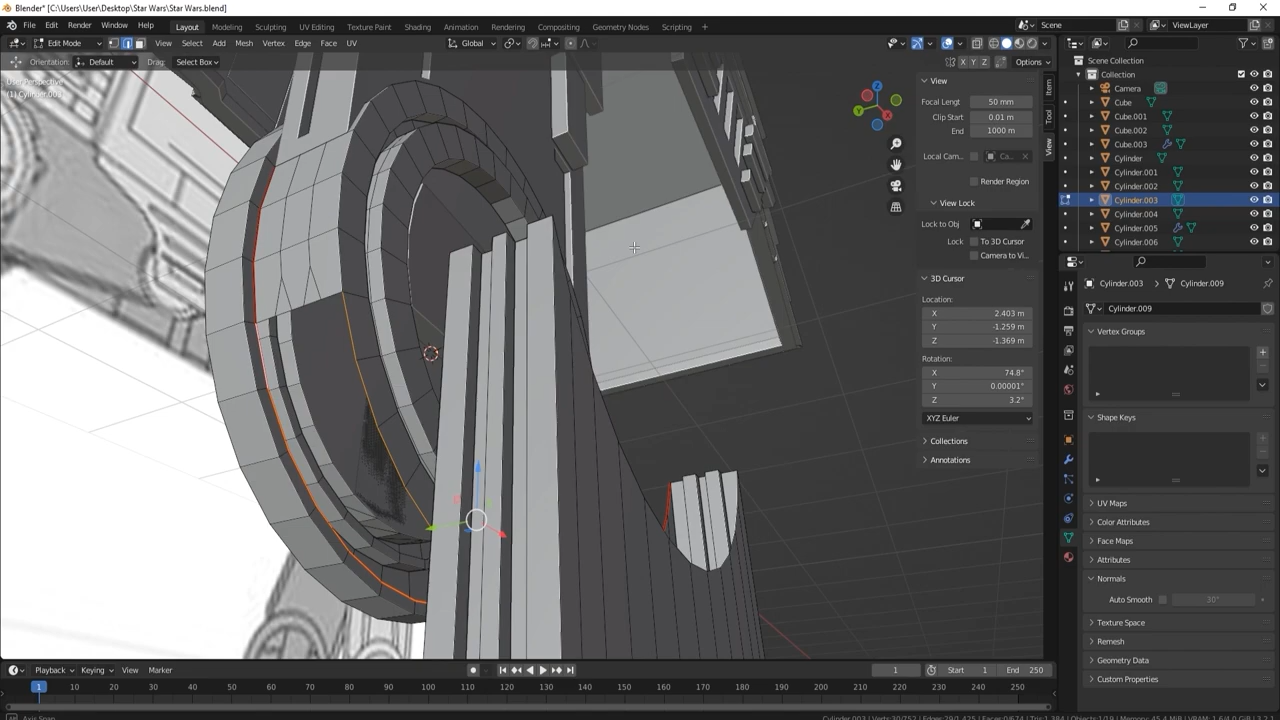 Blender* [C:\Users\User\Desktop\Star Wars\Star Wars.blend]
File Edit Render Window Help Layout Modeling Sculpting UV Editing Texture Paint Shading Animation Rendering Compositing Geometry Nodes Scripting + Scene ViewLayer
Edit Mode View Select Add Mesh Vertex Edge Face UV Global
Orientation: Default Drag: Select Box X Y Z Options
User Perspective
(1) Cylinder.003
Z
Y
X
View
Focal Lengt 50 mm
Clip Start 0.01 m
End 1000 m
Local Cam... Ca...
Render Region
View Lock
Lock to Obj
Lock To 3D Cursor
Camera to Vi...
3D Cursor
Location:
X 2.403 m
Y -1.259 m
Z -1.369 m
Rotation:
X 74.8°
Y 0.00001°
Z 3.2°
XYZ Euler
Collections
Annotations
Item
Tool
View
Scene Collection
Collection
Camera
Cube
Cube.001
Cube.002
Cube.003
Cylinder
Cylinder.001
Cylinder.002
Cylinder.003
Cylinder.004
Cylinder.005
Cylinder.006
Cylinder.003 > Cylinder.009
Cylinder.009
Vertex Groups
Shape Keys
UV Maps
Color Attributes
Face Maps
Attributes
Normals
Auto Smooth 30°
Texture Space
Remesh
Geometry Data
Custom Properties
Playback Keying View Marker 1 Start 1 End 250
1 10 20 30 40 50 60 70 80 90 100 110 120 130 140 150 160 170 180 190 200 210 220 230 240 250
Axis Snap